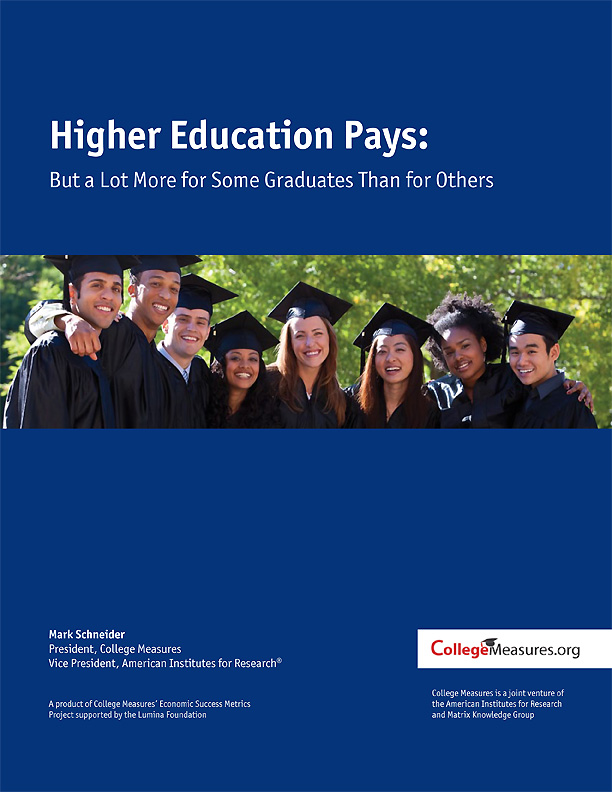 Higher Education Pays:
But a Lot More for Some Graduates Than for Others
Mark Schneider
President, College Measures
Vice President, American Institutes for Research®
A product of College Measures' Economic Success Metrics
Project supported by the Lumina Foundation
CollegeMeasures.org
College Measures is a joint venture of
the American Institutes for Research
and Matrix Knowledge Group